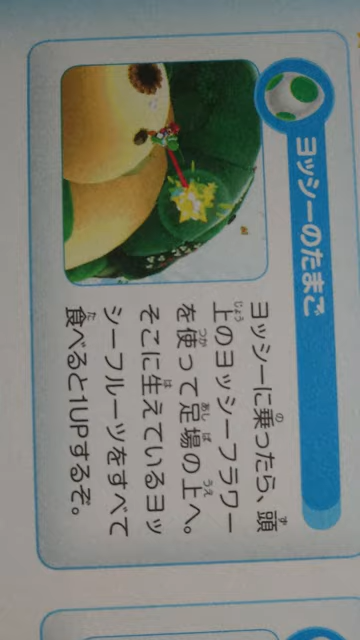 ヨッシーのたまご
ヨッシーに乗ったら、頭
上のヨッシーフラワー
を使って足場の上へ。
そこに生えているヨッ
シーフルーツをすべて
食べると1UPするぞ。